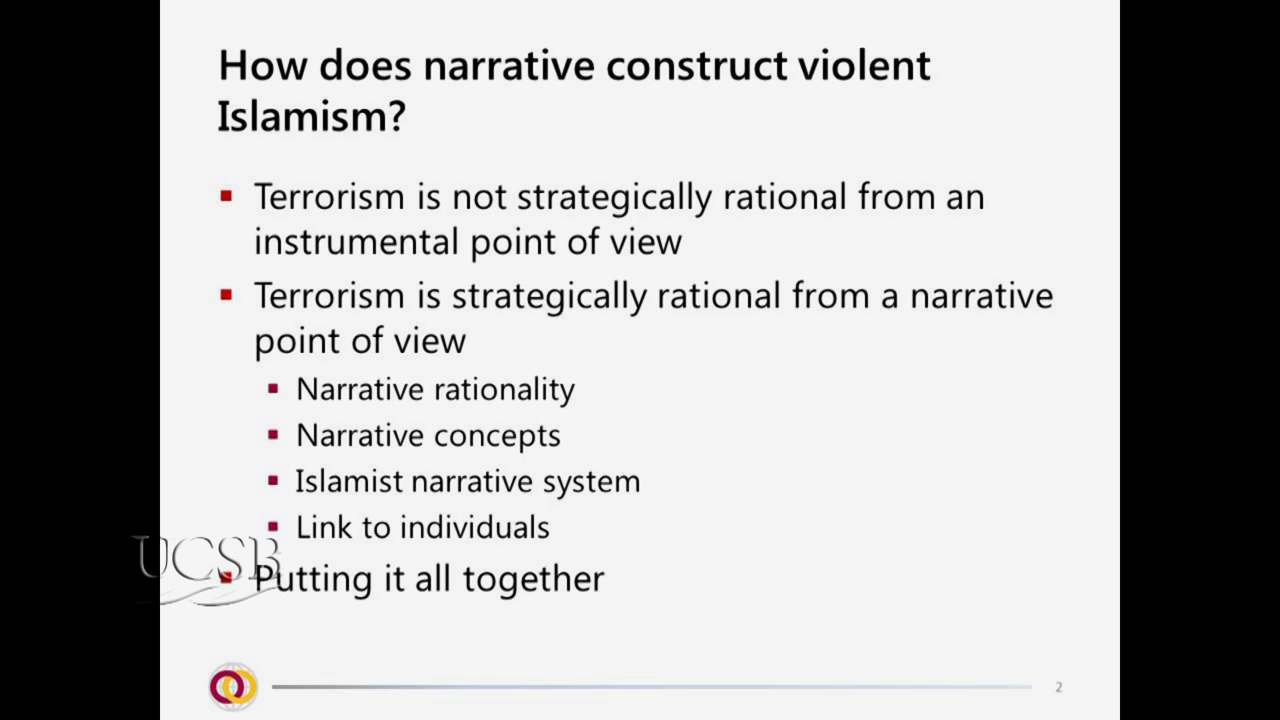 How does narrative construct violent
Islamism?
Terrorism is not strategically rational from an
instrumental point of view
Terrorism is strategically rational from a narrative
point of view
Narrative rationality
Narrative concepts
Islamist narrative system
Link to individuals
UCSB
Putting it all together
2